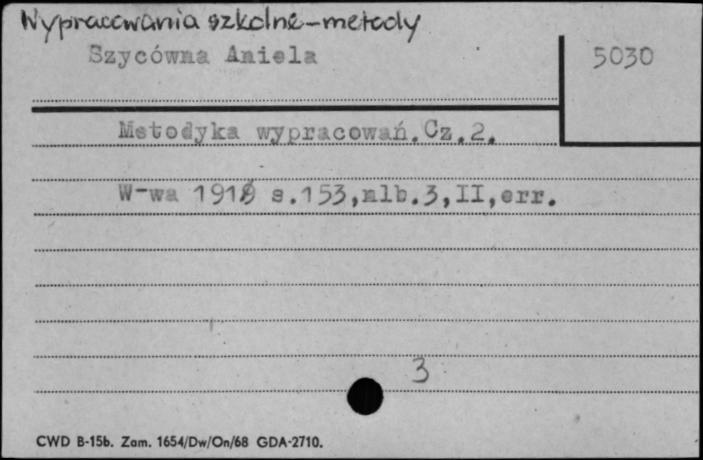 Wypracowania szkolne-metody
Szycówna Aniela
5030
Metodyka wypracowań.Cz.2.
W-wa s.153,nlb.3,II,err.
3
CWD B-15b. Zam. 1654/Dw/On/68 GDA-2710.